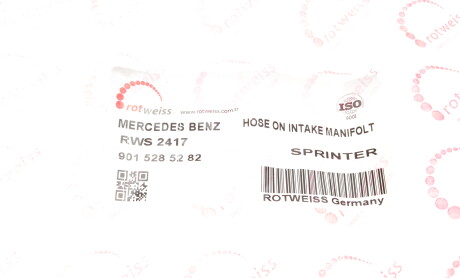 rotweiss
www.rotweiss.com.tr
ISO
MERCEDES BENZ
HOSE ON INTAKE MANIFOLT
RWS 2417
SPRINTER
901 528 52 82
ROTWEISS Germany